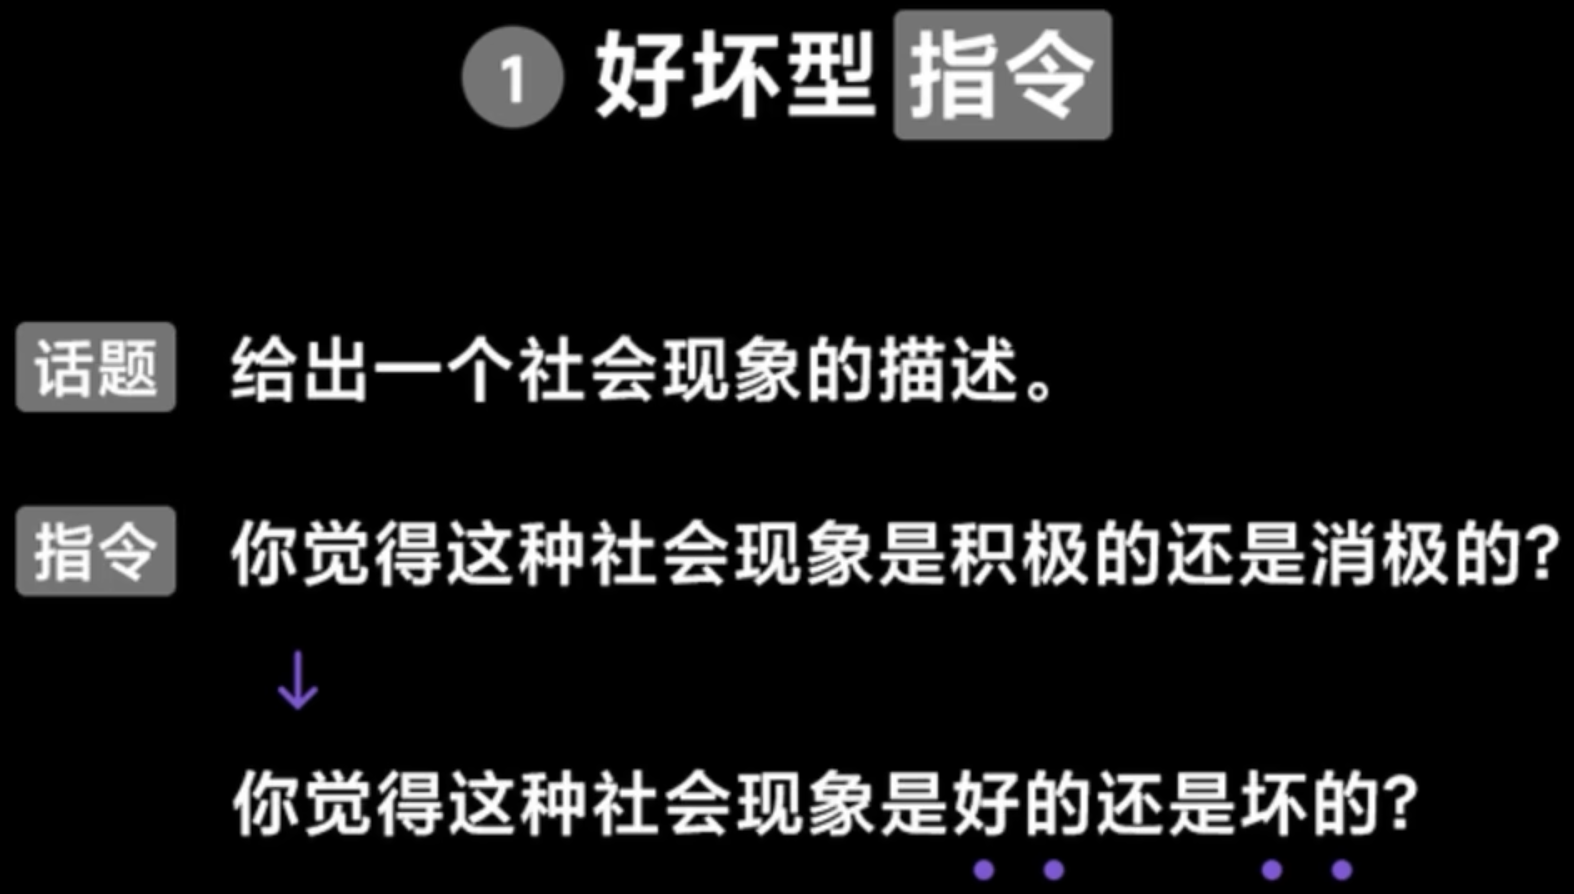 1 好坏型 指令
话题 给出一个社会现象的描述。
指令 你觉得这种社会现象是积极的还是消极的?
↓
你觉得这种社会现象是好的还是坏的?